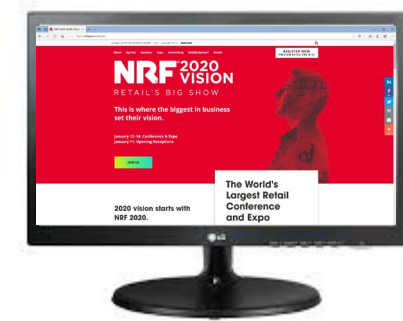 About
REGISTER NOW
NRF 2020
VISION
RETAIL'S BIG SHOW
This is where the biggest in business
set their vision.
January 12-14: Conference & Expo
January 11: Opening Receptions
JOIN US
2020 vision starts with
NRF 2020.
The World's
Largest Retail
Conference
and Expo
LG